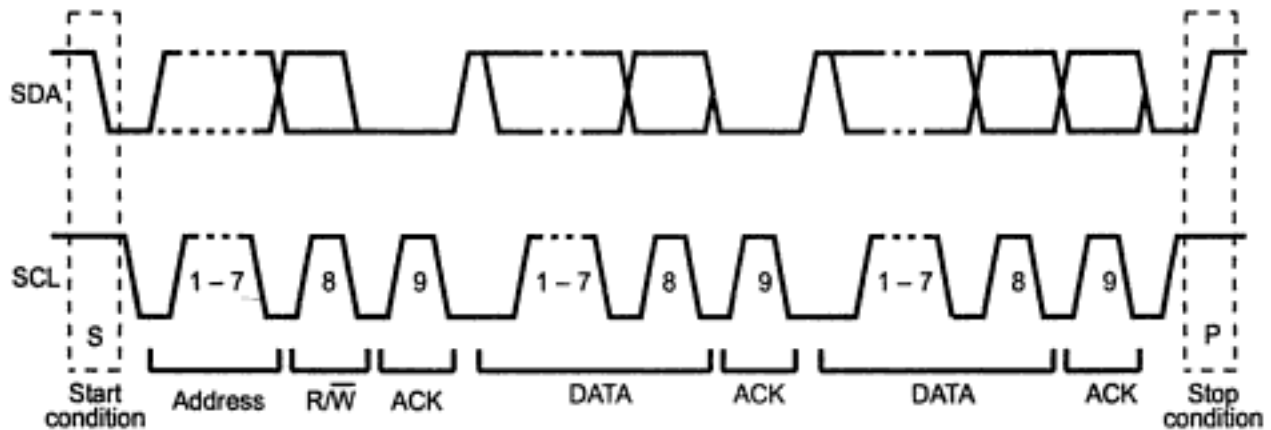 SDA
SCL
1 – 7 8 9 1 – 7 8 9 1 – 7 8 9
S P
Start condition
Address R/W̅ ACK DATA ACK DATA ACK
Stop condition